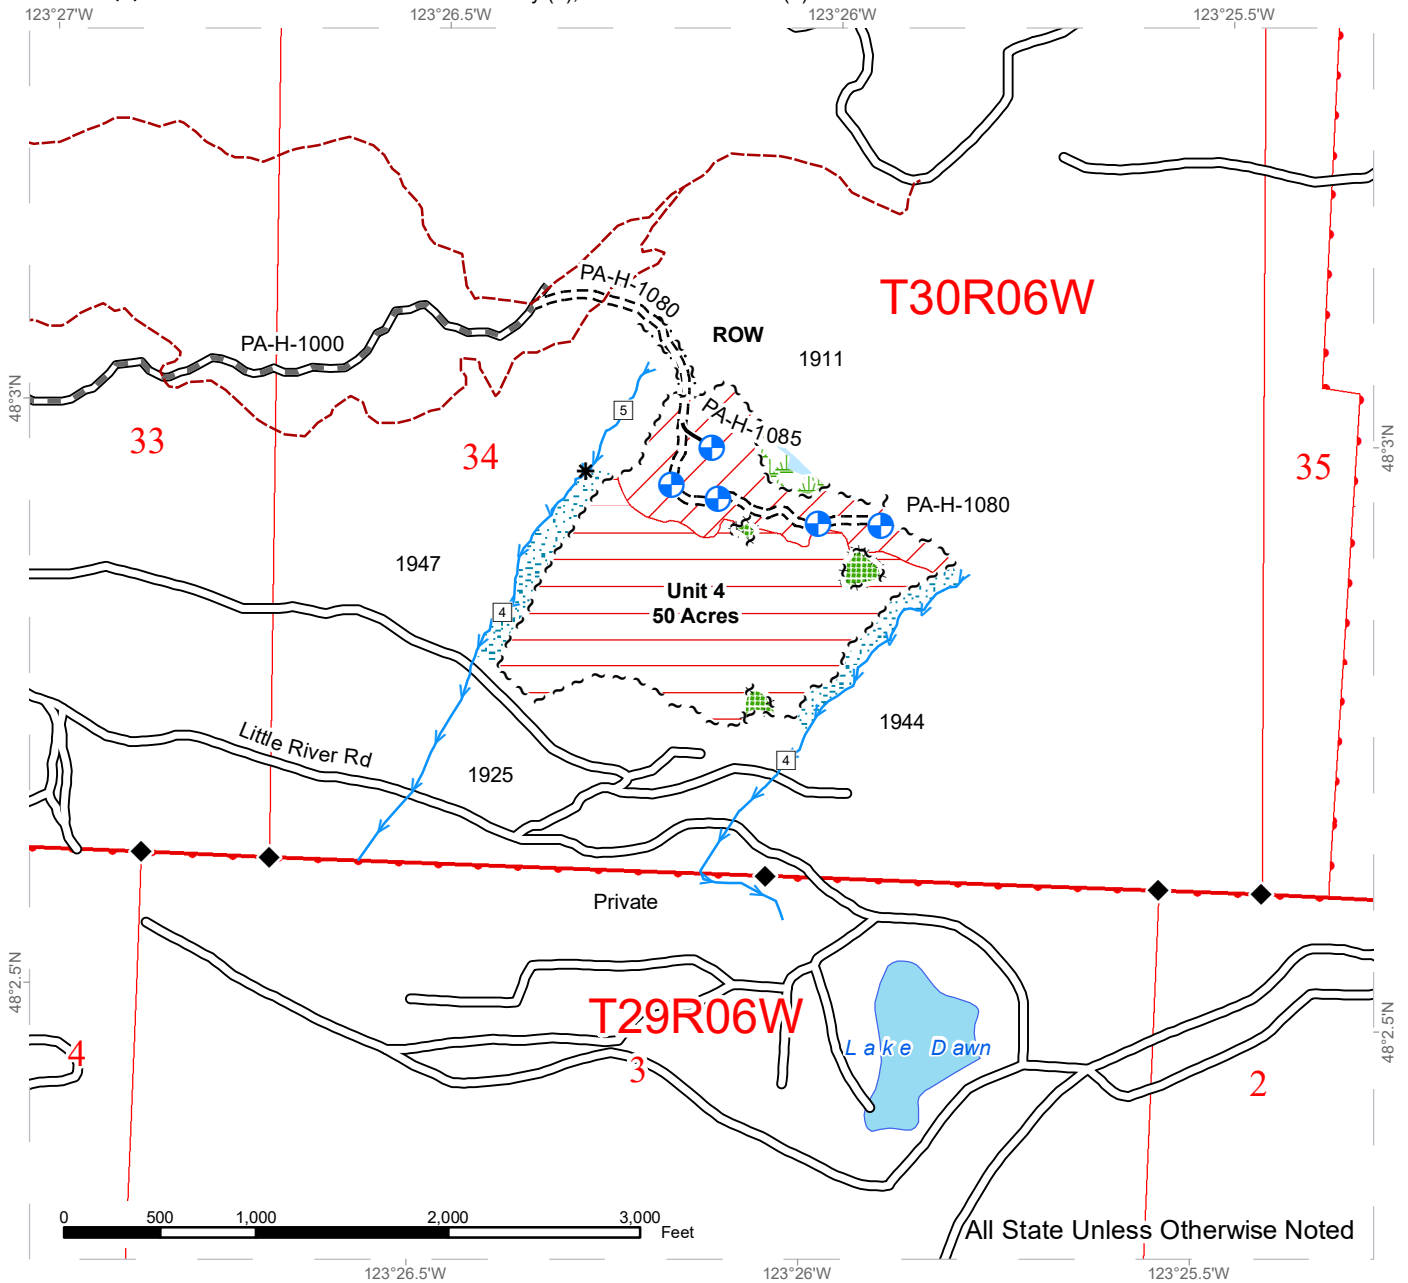 123°27'W
123°26.5'W
123°26'W
123°25.5'W
PA-H-1080
T30R06W
ROW
PA-H-1000
1911
48°3'N
PA-H-1085
5
33
34
35
48°3'N
PA-H-1080
1947
Unit 4
50 Acres
4
1944
Little River Rd
4
1925
Private
48°2.5'N
T29R06W
Lake Dawn
48°2.5'N
4
3
2
0 500 1,000 2,000 3,000
Feet
All State Unless Otherwise Noted
123°26.5'W
123°26'W
123°25.5'W